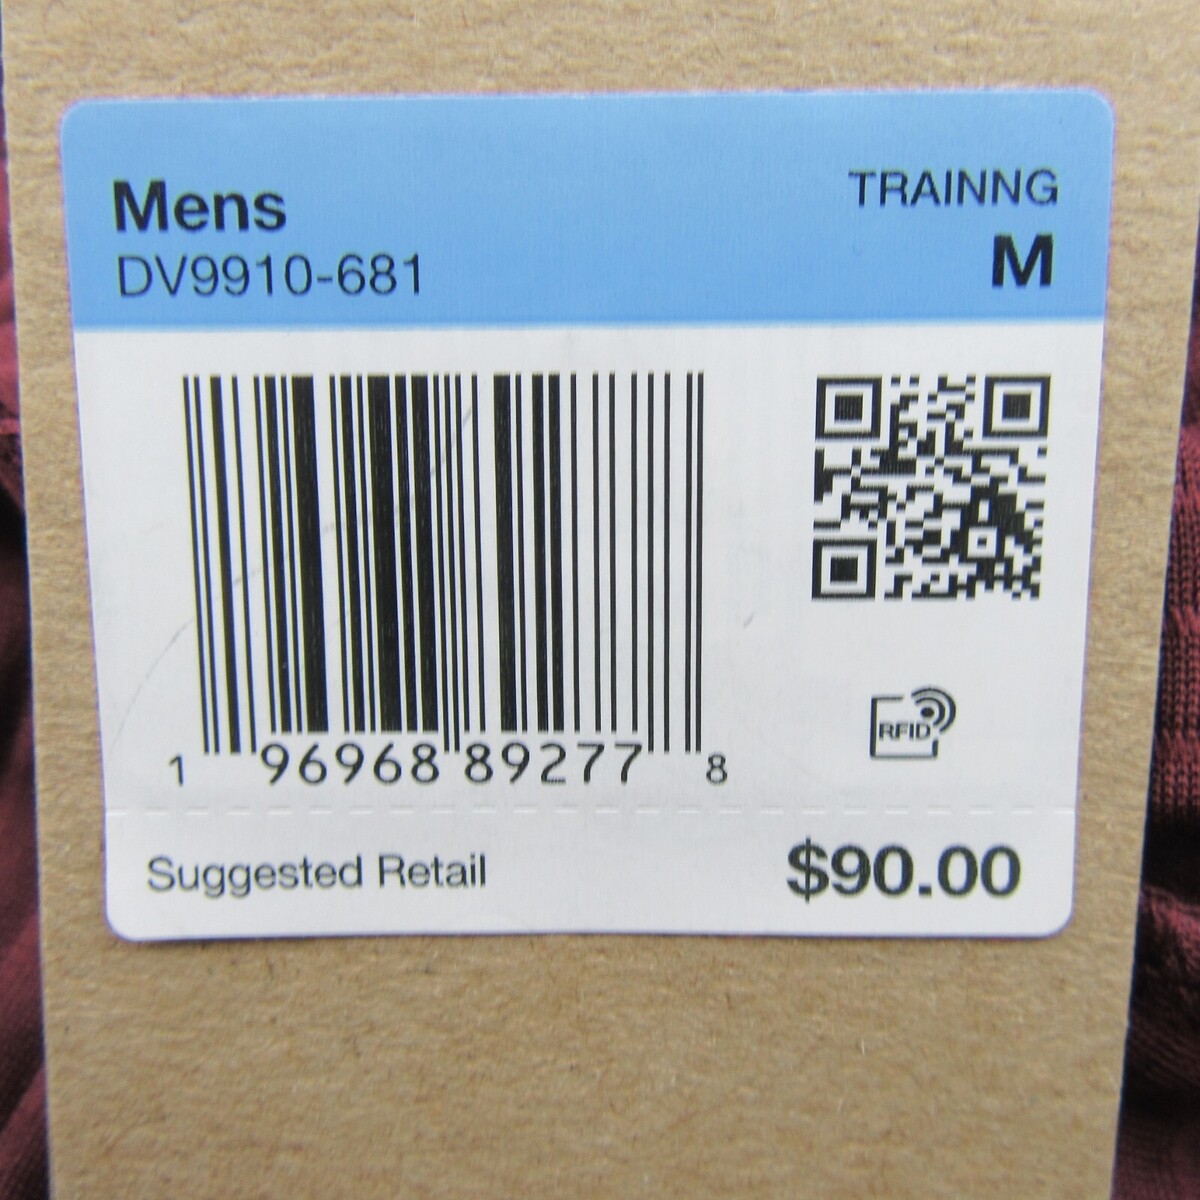 Mens
TRAINNG
DV9910-681
M
RFID
1 96968 89277 8
Suggested Retail
$90.00